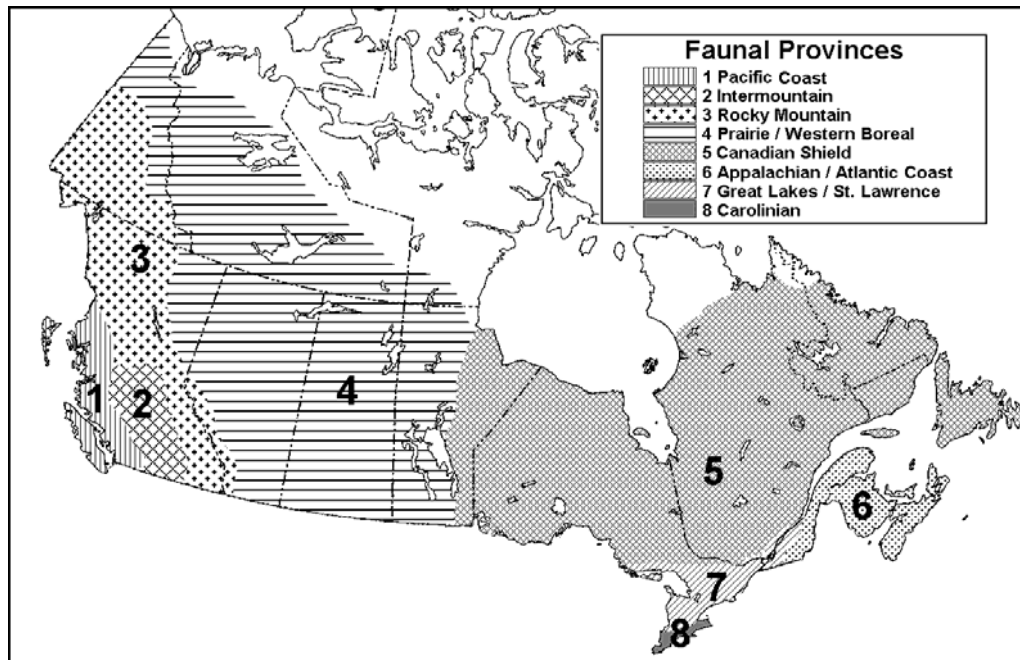 Faunal Provinces
1 Pacific Coast
2 Intermountain
3 Rocky Mountain
4 Prairie / Western Boreal
5 Canadian Shield
6 Appalachian / Atlantic Coast
7 Great Lakes / St. Lawrence
8 Carolinian
3
1
2
4
5
6
7
8